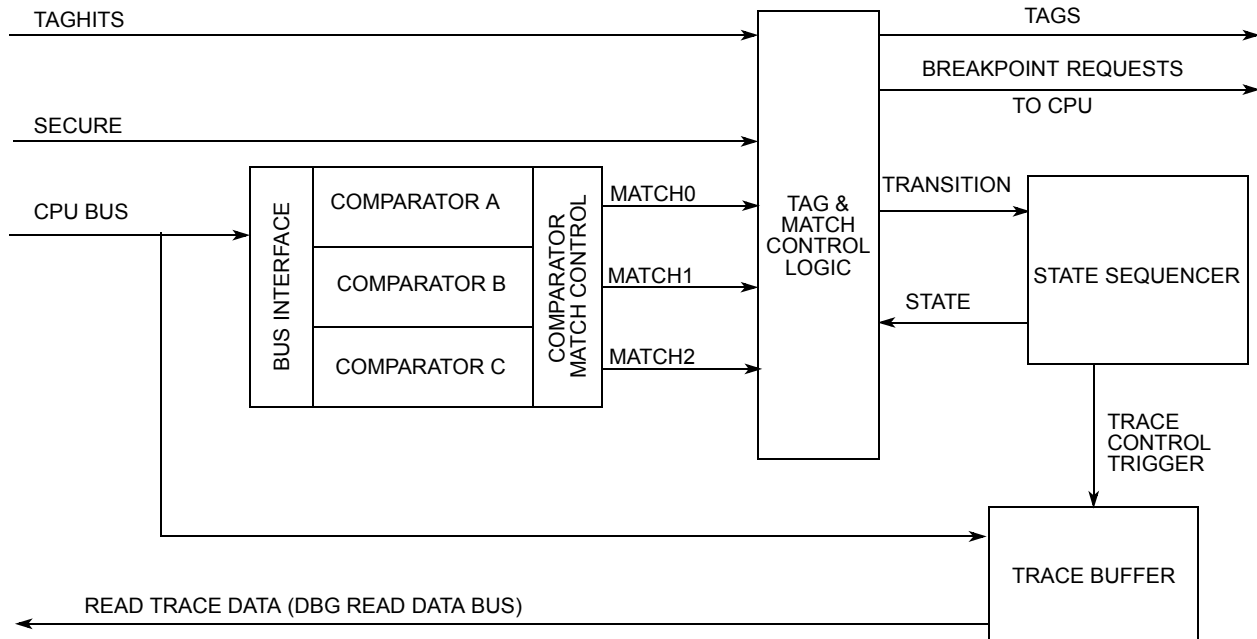 TAGHITS
TAGS
BREAKPOINT REQUESTS
TO CPU
SECURE
CPU BUS
BUS INTERFACE
COMPARATOR A
COMPARATOR B
COMPARATOR C
COMPARATOR
MATCH CONTROL
MATCH0
MATCH1
MATCH2
TAG &
MATCH
CONTROL
LOGIC
TRANSITION
STATE
STATE SEQUENCER
TRACE
CONTROL
TRIGGER
TRACE BUFFER
READ TRACE DATA (DBG READ DATA BUS)